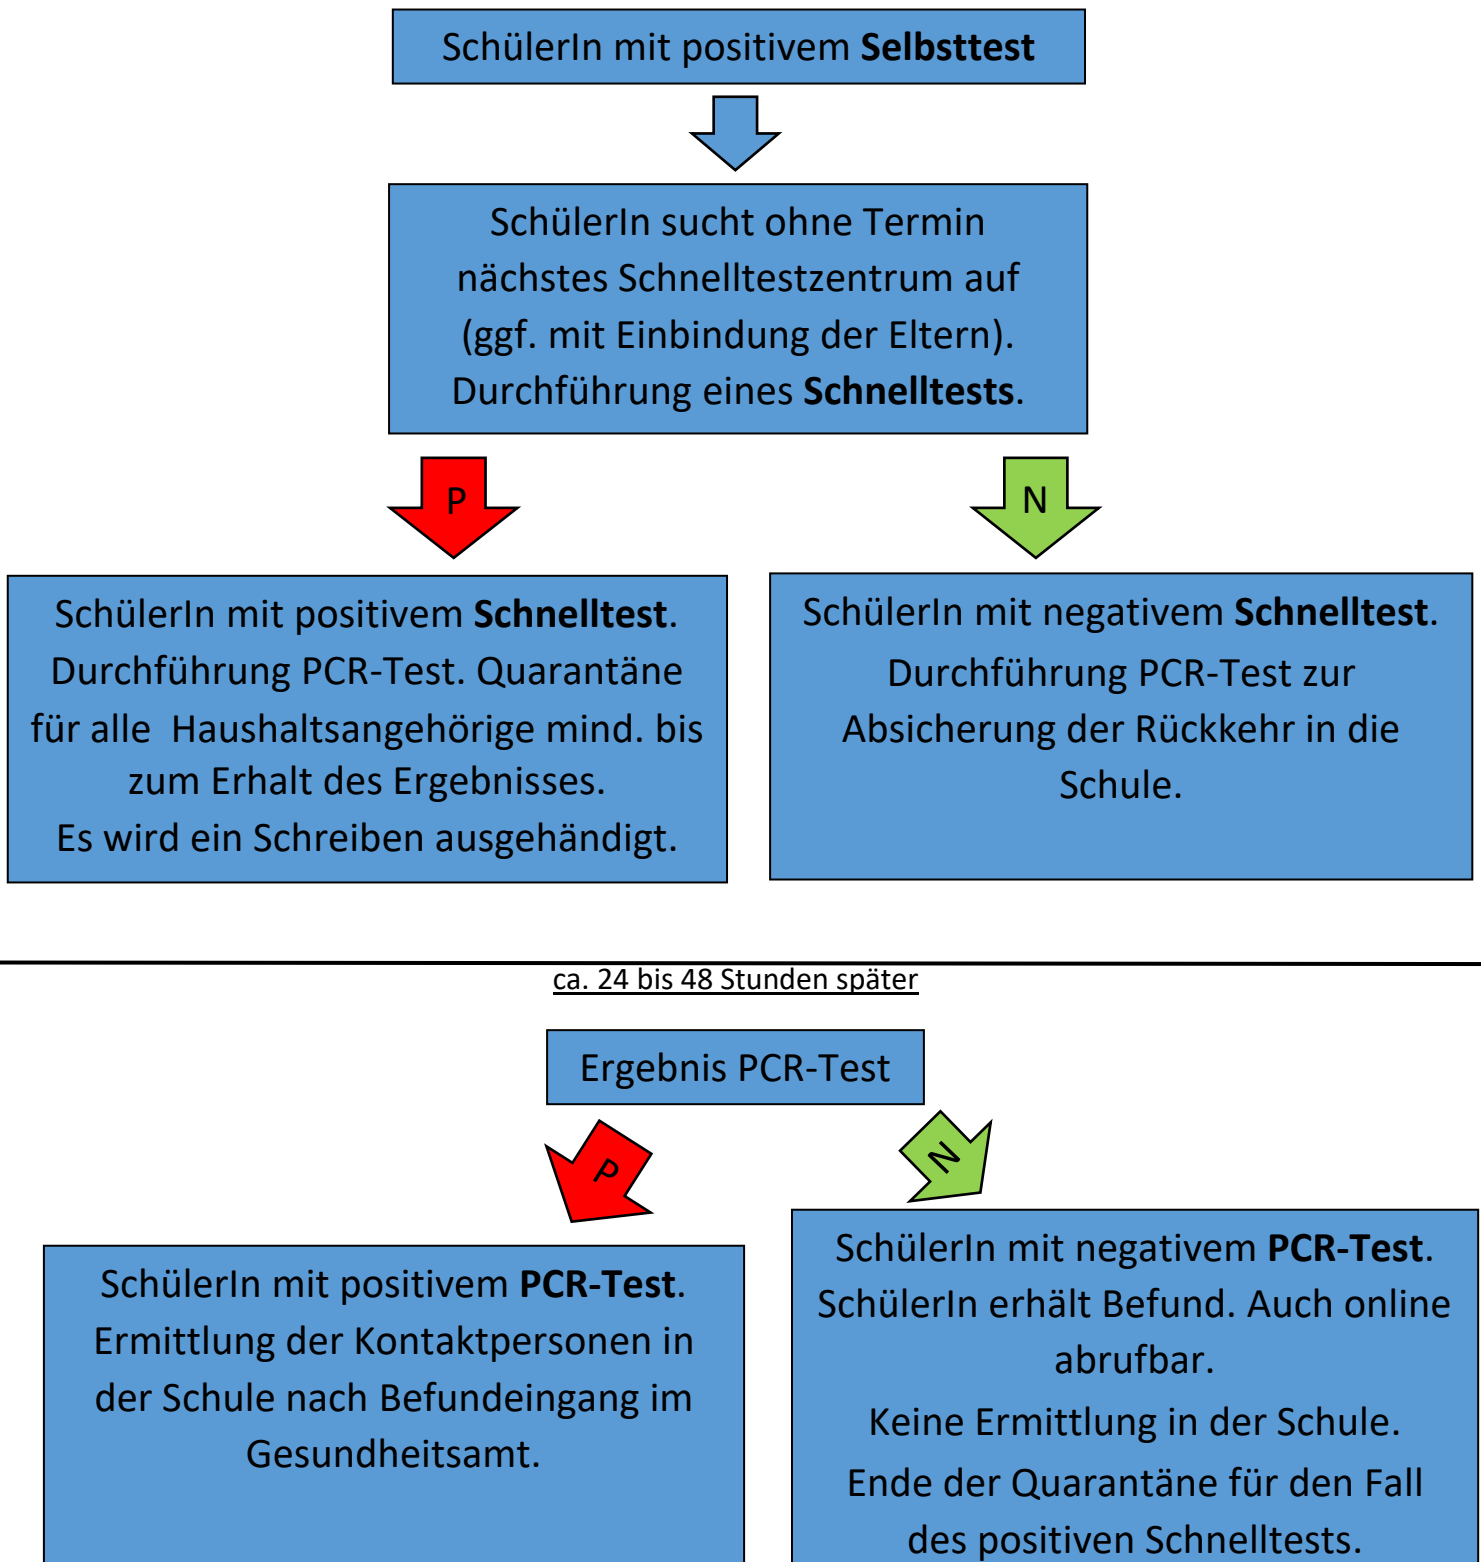 SchülerIn mit positivem Selbsttest
SchülerIn sucht ohne Termin
nächstes Schnelltestzentrum auf
(ggf. mit Einbindung der Eltern).
Durchführung eines Schnelltests.
P
N
SchülerIn mit positivem Schnelltest.
Durchführung PCR-Test. Quarantäne
für alle Haushaltsangehörige mind. bis
zum Erhalt des Ergebnisses.
Es wird ein Schreiben ausgehändigt.
SchülerIn mit negativem Schnelltest.
Durchführung PCR-Test zur
Absicherung der Rückkehr in die
Schule.
ca. 24 bis 48 Stunden später
Ergebnis PCR-Test
P
N
SchülerIn mit positivem PCR-Test.
Ermittlung der Kontaktpersonen in
der Schule nach Befundeingang im
Gesundheitsamt.
SchülerIn mit negativem PCR-Test.
SchülerIn erhält Befund. Auch online
abrufbar.
Keine Ermittlung in der Schule.
Ende der Quarantäne für den Fall
des positiven Schnelltests.